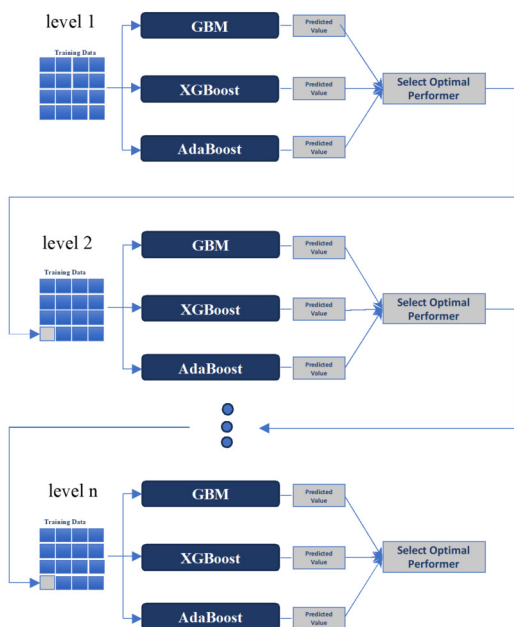 level 1
Training Data
GBM
Predicted
Value
XGBoost
Predicted
Value
AdaBoost
Predicted
Value
Select Optimal
Performer
level 2
Training Data
GBM
Predicted
Value
XGBoost
Predicted
Value
AdaBoost
Predicted
Value
Select Optimal
Performer
level n
Training Data
GBM
Predicted
Value
XGBoost
Predicted
Value
AdaBoost
Predicted
Value
Select Optimal
Performer